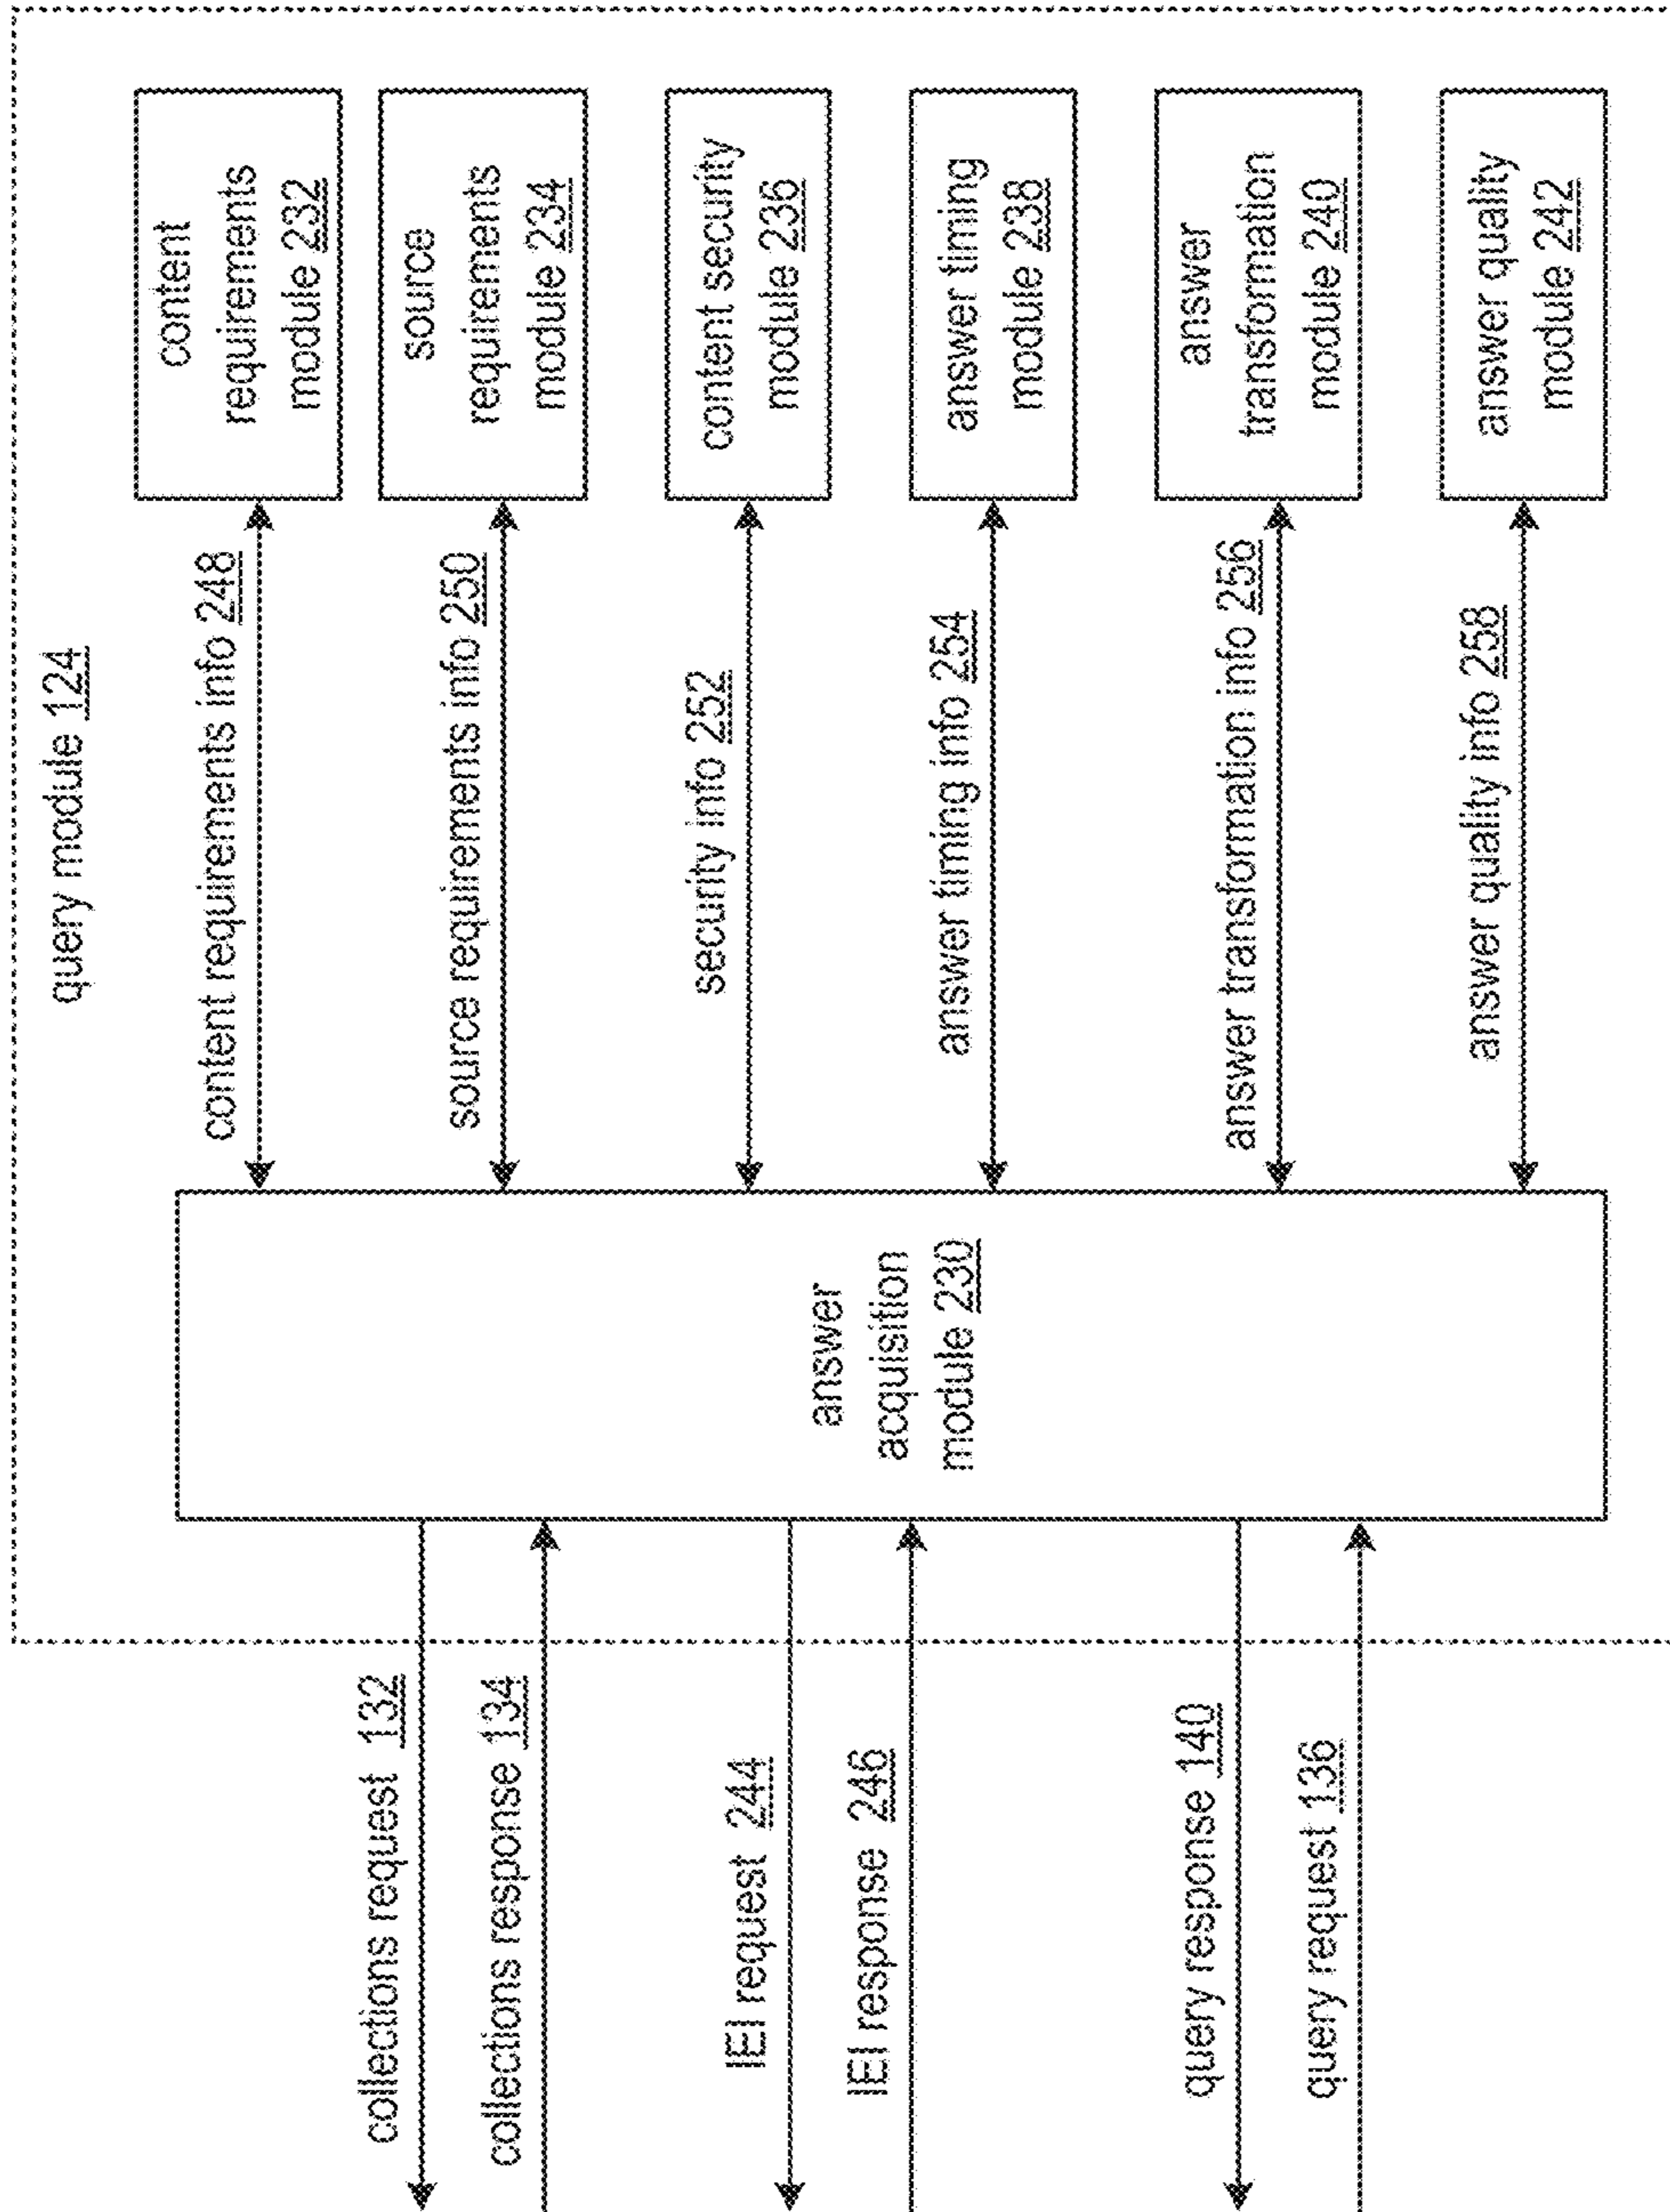 query module 124
collections request 132
collections response 134
IEI request 244
IEI response 246
query response 140
query request 136
answer
acquisition
module 230
content requirements info 248
source requirements info 250
security info 252
answer timing info 254
answer transformation info 256
answer quality info 258
content
requirements
module 232
source
requirements
module 234
content security
module 236
answer timing
module 238
answer
transformation
module 240
answer quality
module 242